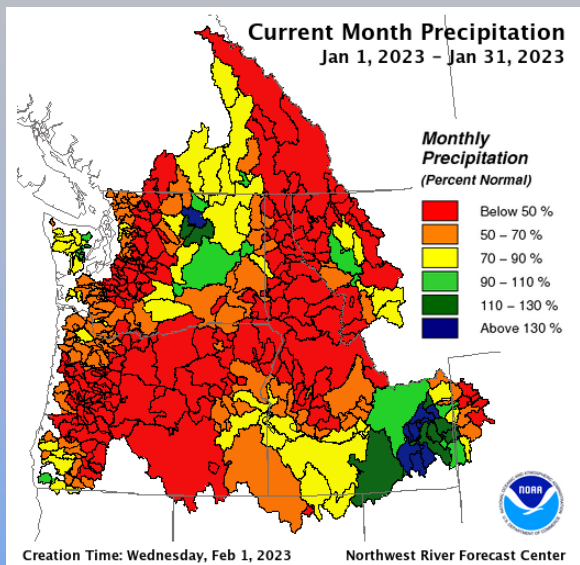 Current Month Precipitation
Jan 1, 2023 - Jan 31, 2023
Monthly
Precipitation
(Percent Normal)
Below 50 %
50 - 70 %
70 - 90 %
90 - 110 %
110 - 130 %
Above 130 %
NOAA
Creation Time: Wednesday, Feb 1, 2023
Northwest River Forecast Center